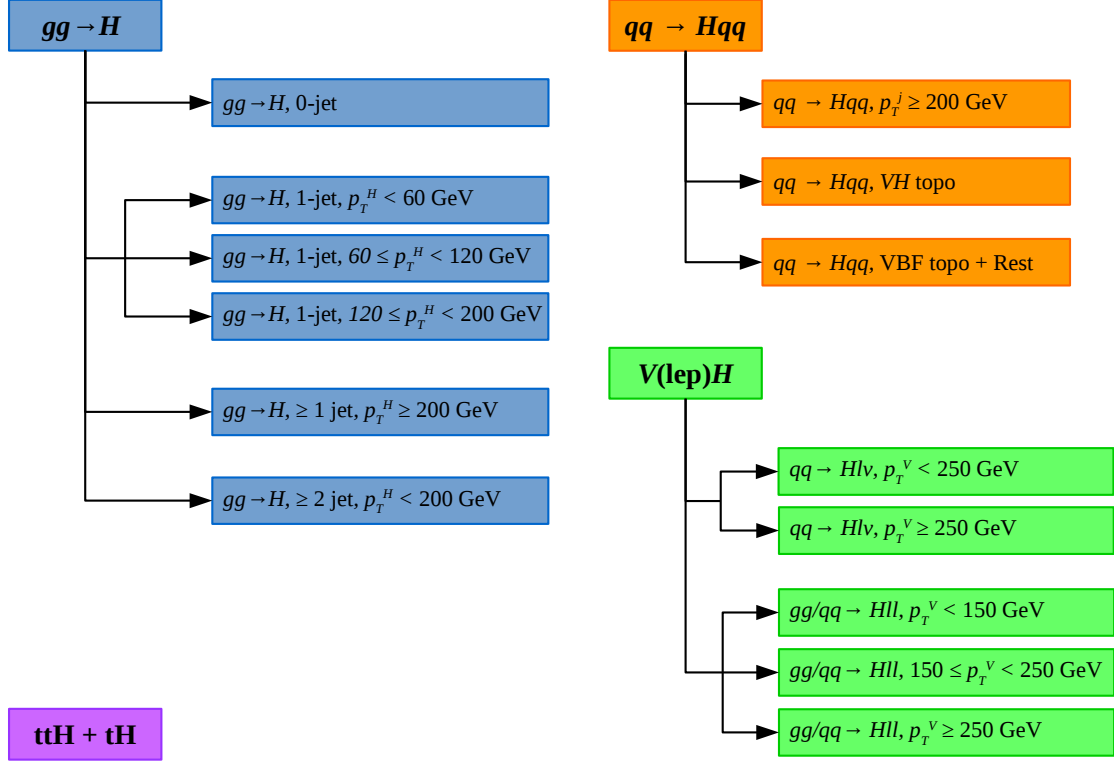 gg→H
gg→H, 0-jet
gg→H, 1-jet, p_T^H < 60 GeV
gg→H, 1-jet, 60 ≤ p_T^H < 120 GeV
gg→H, 1-jet, 120 ≤ p_T^H < 200 GeV
gg→H, ≥ 1 jet, p_T^H ≥ 200 GeV
gg→H, ≥ 2 jet, p_T^H < 200 GeV
ttH + tH
qq → Hqq
qq → Hqq, p_T^j ≥ 200 GeV
qq → Hqq, VH topo
qq → Hqq, VBF topo + Rest
V(lep)H
qq→ Hlν, p_T^V < 250 GeV
qq→ Hlν, p_T^V ≥ 250 GeV
gg/qq→ Hll, p_T^V < 150 GeV
gg/qq→ Hll, 150 ≤ p_T^V < 250 GeV
gg/qq→ Hll, p_T^V ≥ 250 GeV